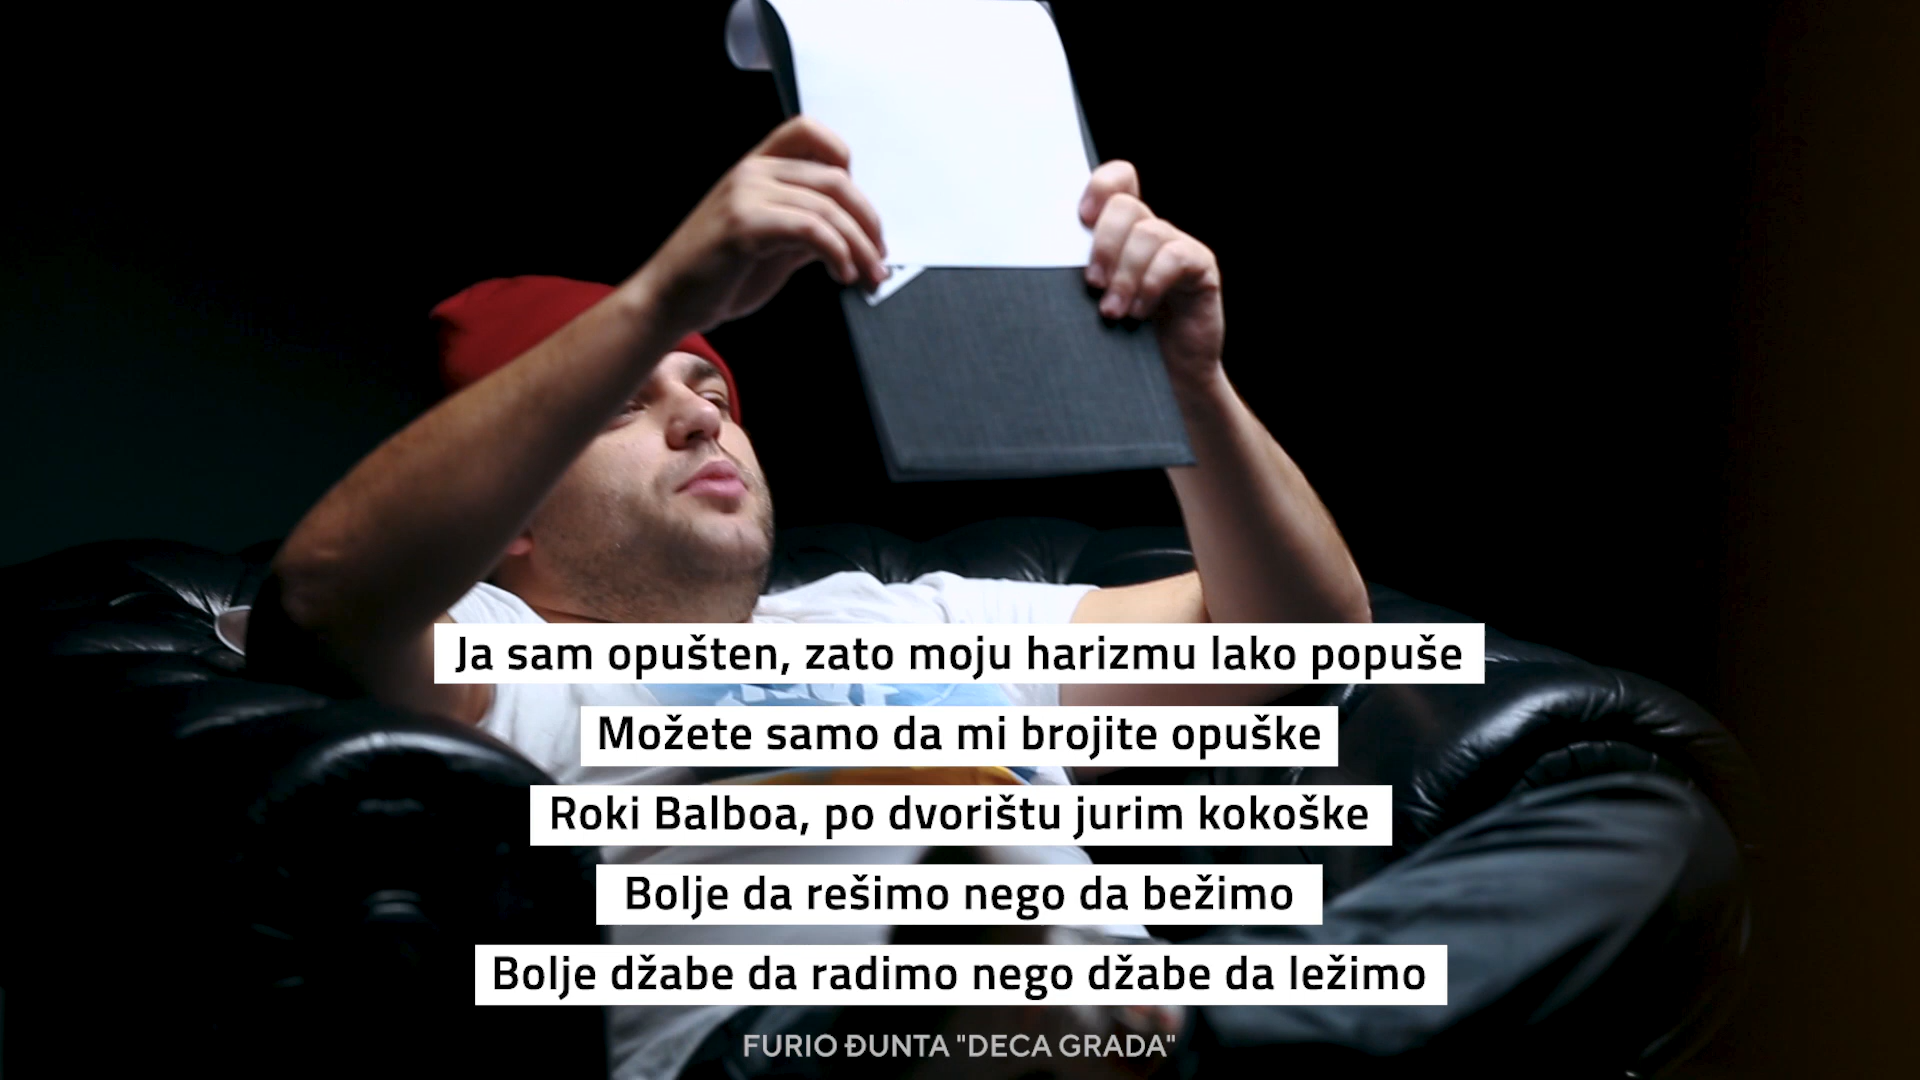 Ja sam opušten, zato moju harizmu lako popuše
Možete samo da mi brojite opuške
Roki Balboa, po dvorištu jurim kokoške
Bolje da rešimo nego da bežimo
Bolje džabe da radimo nego džabe da ležimo
FURIO ĐUNTA "DECA GRADA"